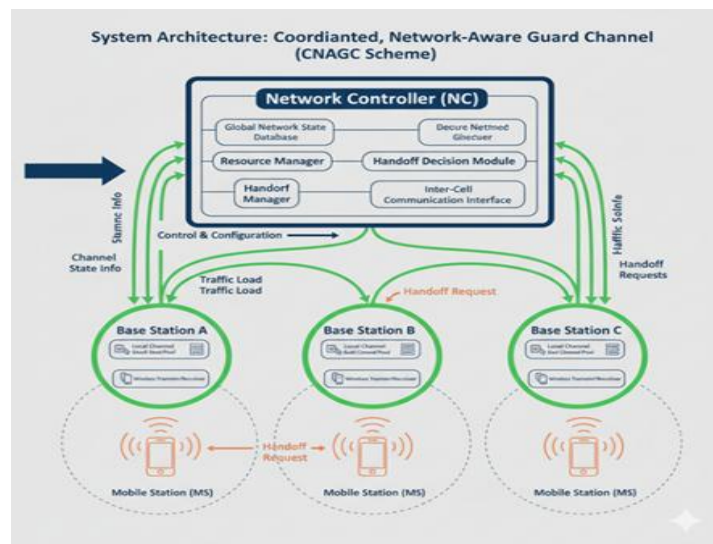 System Architecture: Coordianted, Network-Aware Guard Channel
(CNAGC Scheme)
Network Controller (NC)
Global Network State
Database
Resource Manager
Handoff Decision Module
Handorf
Manager
Inter-Cell
Communication Interface
Control & Configuration
Info
Channel
State Info
Traffic Load
Traffic Load
Handoff Request
Handoff
Requests
Base Station A
Base Station B
Base Station C
Local Channel
Local Channel
Local Channel
Handoff
Request
Mobile Station (MS)
Mobile Station (MS)
Mobile Station (MS)